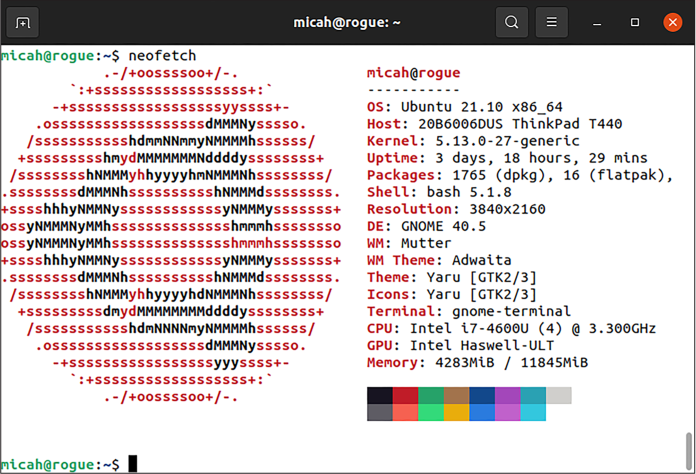 micah@rogue: ~
micah@rogue:~$ neofetch
            .-/+oossssoo+/-.               micah@rogue
        `:+ssssssssssssssssss+:`           -----------
      -+ssssssssssssssssssyyssss+-         OS: Ubuntu 21.10 x86_64
    .ossssssssssssssssssdMMMNysssso.       Host: 20B6006DUS ThinkPad T440
   /ssssssssssshdmmNNmmyNMMMMhssssss/      Kernel: 5.13.0-27-generic
  +ssssssssshmydMMMMMMMNddddyssssssss+     Uptime: 3 days, 18 hours, 29 mins
 /sssssssshNMMMyhhyyyyhmNMMMNhssssssss/    Packages: 1765 (dpkg), 16 (flatpak),
.ssssssssdMMMNhsssssssssshNMMMdssssssss.   Shell: bash 5.1.8
+sssshhhyNMMNyssssssssssssyNMMMysssssss+   Resolution: 3840x2160
ossyNMMMNyMMhsssssssssssssshmmmhssssssso   DE: GNOME 40.5
ossyNMMMNyMMhsssssssssssssshmmmhssssssso   WM: Mutter
+sssshhhyNMMNyssssssssssssyNMMMysssssss+   WM Theme: Adwaita
.ssssssssdMMMNhsssssssssshNMMMdssssssss.   Theme: Yaru [GTK2/3]
 /sssssssshNMMMyhhyyyyhdNMMMNhssssssss/    Icons: Yaru [GTK2/3]
  +sssssssssdmydMMMMMMMMddddyssssssss+     Terminal: gnome-terminal
   /ssssssssssshdmNNNNmyNMMMMhssssss/      CPU: Intel i7-4600U (4) @ 3.300GHz
    .ossssssssssssssssssdMMMNysssso.       GPU: Intel Haswell-ULT
      -+sssssssssssssssssyyyssss+-         Memory: 4283MiB / 11845MiB
        `:+ssssssssssssssssss+:`
            .-/+oossssoo+/-.
micah@rogue:~$